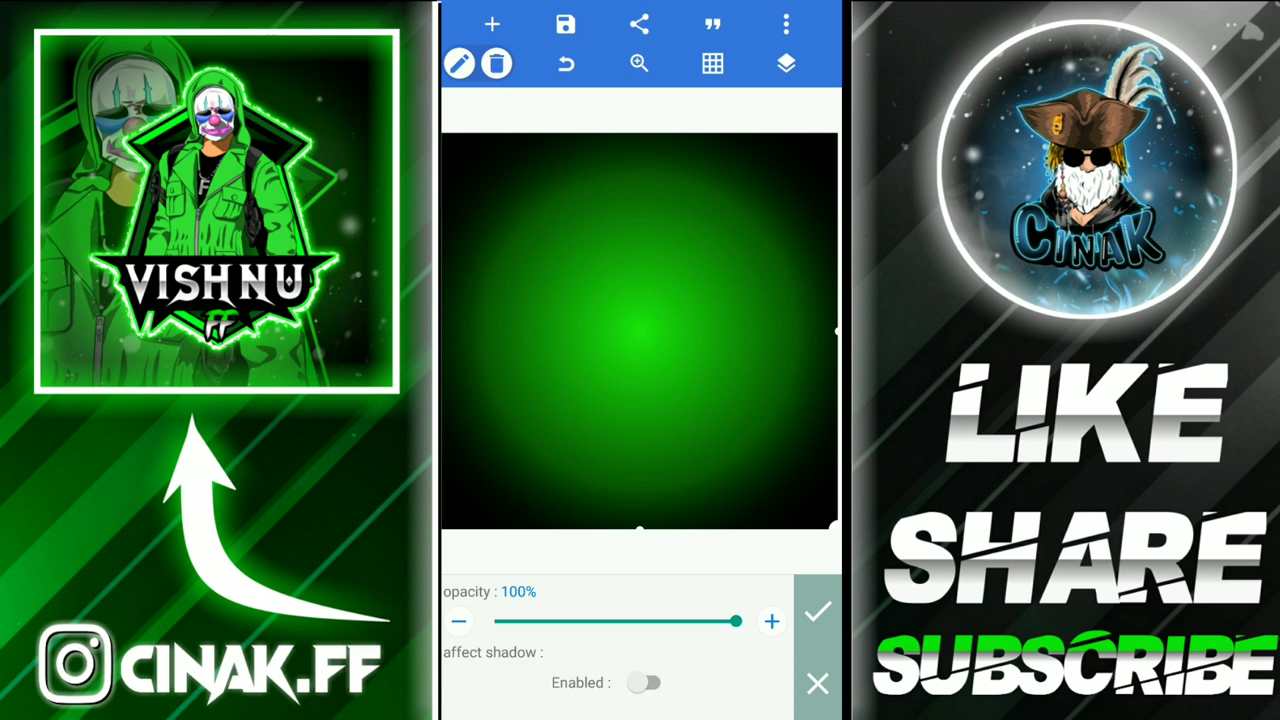 VISHNU
FF
CINAK.FF
opacity : 100%
affect shadow :
Enabled :
CINAK
LIKE
SHARE
SUBSCRIBE